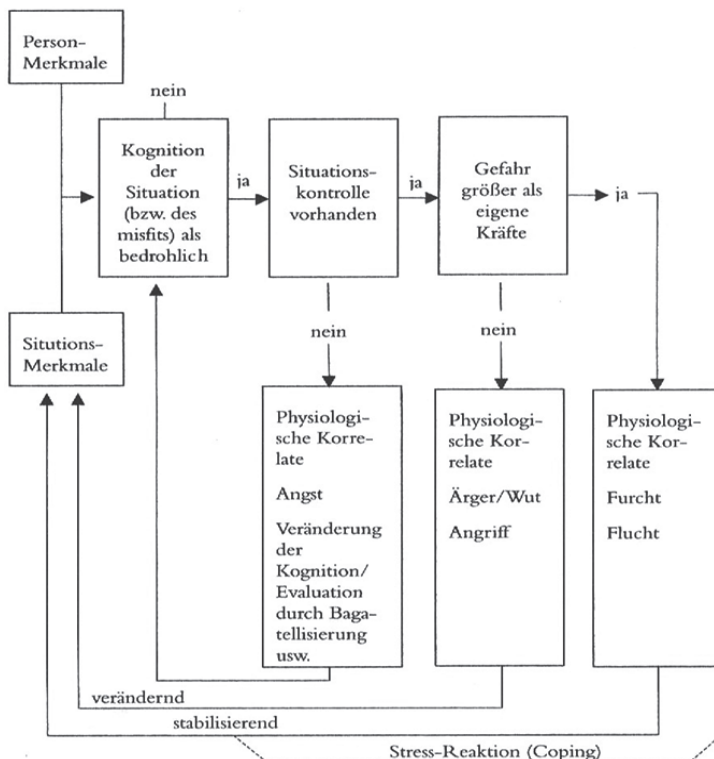 Person-
Merkmale
nein
Kognition
der
Situation
(bzw. des
misfits) als
bedrohlich
ja
Situations-
kontrolle
vorhanden
ja
Gefahr
größer als
eigene
Kräfte
ja
Situtions-
Merkmale
nein
nein
Physiologi-
sche Korre-
late
Angst
Veränderung
der
Kognition/
Evaluation
durch Baga-
tellisierung
usw.
Physiologi-
sche Kor-
relate
Ärger/Wut
Angriff
Physiologi-
sche Kor-
relate
Furcht
Flucht
verändernd
stabilisierend
Stress-Reaktion (Coping)